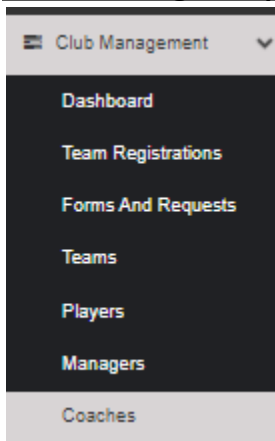 Club Management
Dashboard
Team Registrations
Forms And Requests
Teams
Players
Managers
Coaches